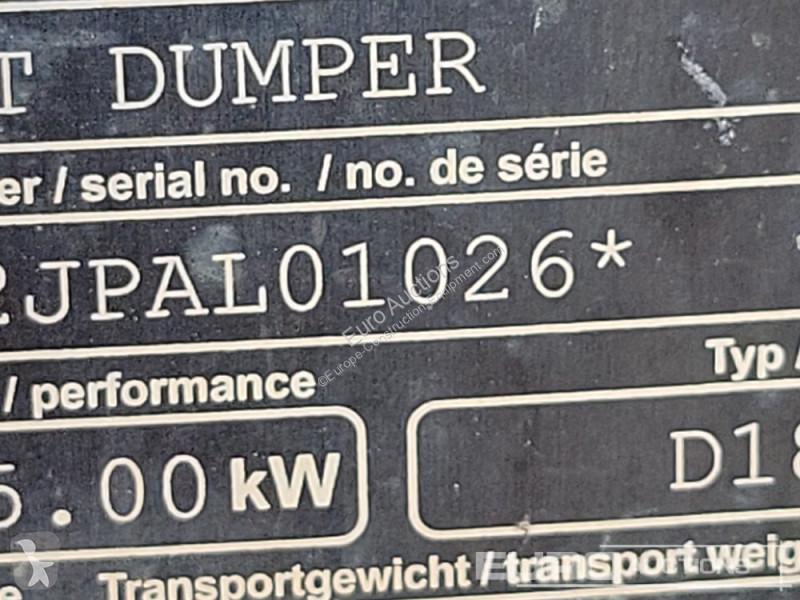 T DUMPER
er / serial no. / no. de série
2JPAL01026*
/ performance
Typ /
5.00 kW
D18
Transportgewicht / transport weig
Euro Auctions
©Europe-Construction-equipment.com